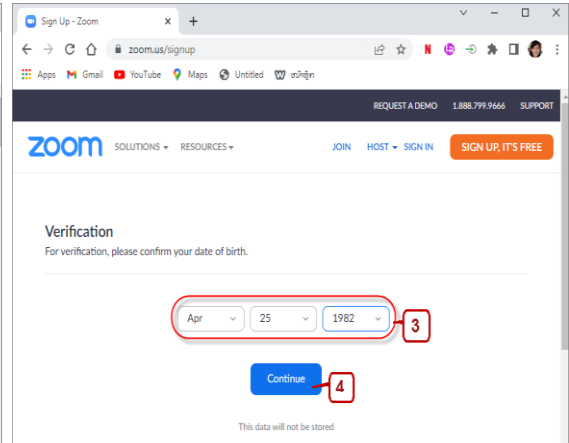 Sign Up - Zoom
zoom.us/signup
Apps Gmail YouTube Maps Untitled
REQUEST A DEMO 1.888.799.9666 SUPPORT
zoom SOLUTIONS RESOURCES JOIN HOST SIGN IN SIGN UP, IT'S FREE
Verification
For verification, please confirm your date of birth.
Apr 25 1982 3
Continue 4
This data will not be stored